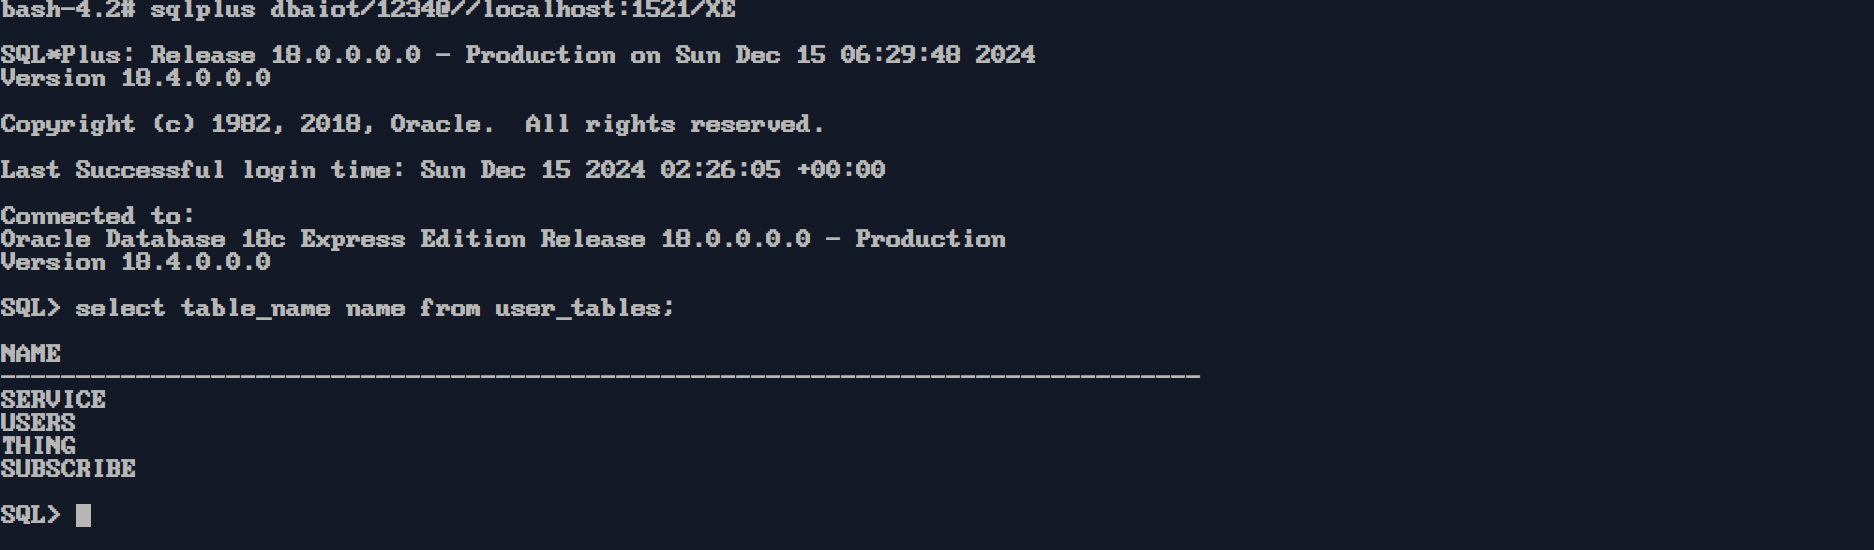 bash-4.2# sqlplus dbaiot/1234@//localhost:1521/XE
SQL*Plus: Release 18.0.0.0.0 - Production on Sun Dec 15 06:29:48 2024
Version 18.4.0.0.0
Copyright (c) 1982, 2018, Oracle.  All rights reserved.
Last Successful login time: Sun Dec 15 2024 02:26:05 +00:00
Connected to:
Oracle Database 18c Express Edition Release 18.0.0.0.0 - Production
Version 18.4.0.0.0
SQL> select table_name name from user_tables;
NAME
--------------------------------------------------------------------------------
SERVICE
USERS
THING
SUBSCRIBE
SQL>